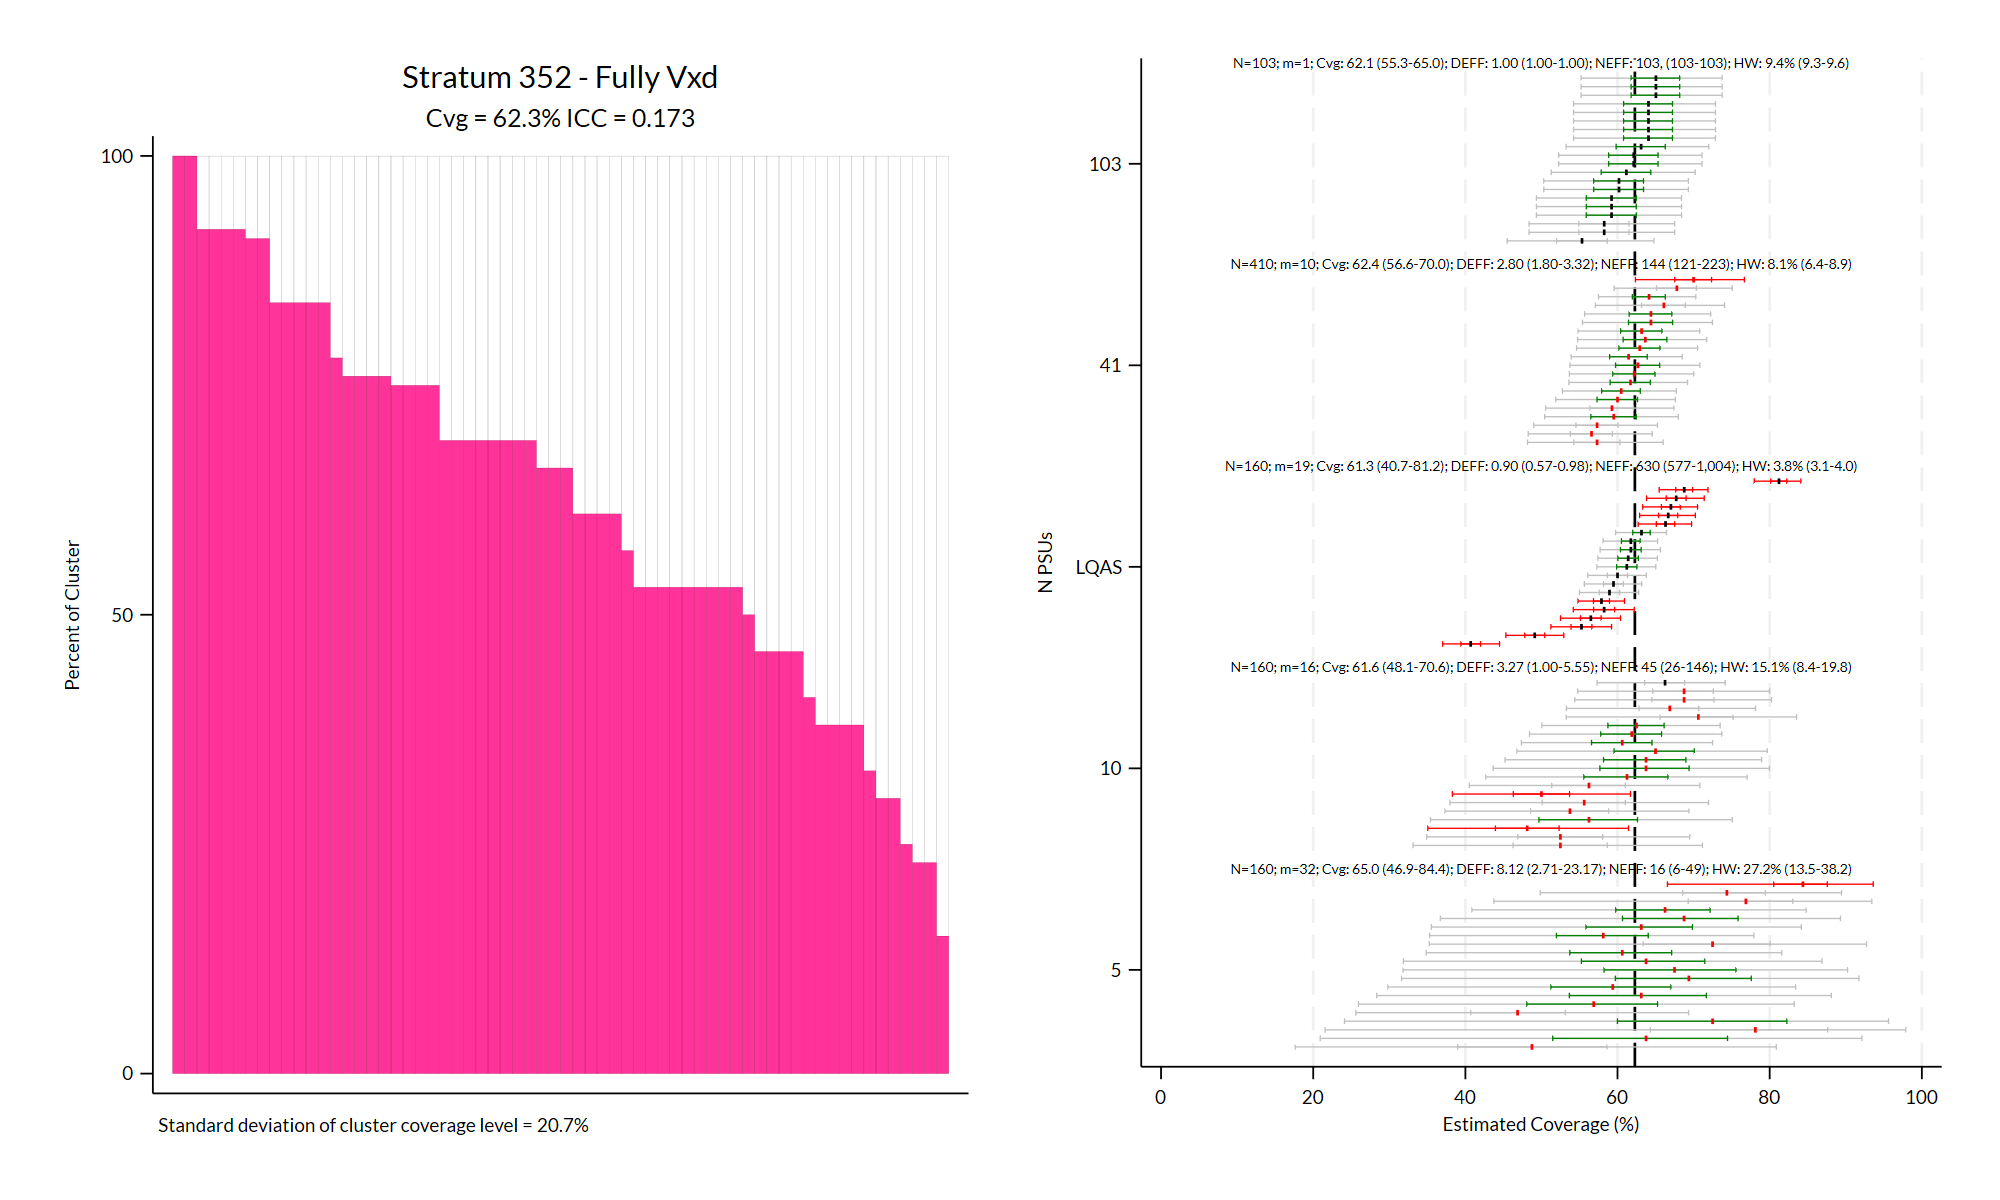 Stratum 352 - Fully Vxd
Cvg = 62.3% ICC = 0.173
100
50
0
Percent of Cluster
Standard deviation of cluster coverage level = 20.7%
N=103; m=1; Cvg: 62.1 (55.3-65.0); DEFF: 1.00 (1.00-1.00); NEFF: 103, (103-103); HW: 9.4% (9.3-9.6)
103
N=410; m=10; Cvg: 62.4 (56.6-70.0); DEFF: 2.80 (1.80-3.32); NEFF: 144 (121-223); HW: 8.1% (6.4-8.9)
41
N=160; m=19; Cvg: 61.3 (40.7-81.2); DEFF: 0.90 (0.57-0.98); NEFF: 630 (577-1,004); HW: 3.8% (3.1-4.0)
LQAS
N=160; m=16; Cvg: 61.6 (48.1-70.6); DEFF: 3.27 (1.00-5.55); NEFF: 45 (26-146); HW: 15.1% (8.4-19.8)
10
N=160; m=32; Cvg: 65.0 (46.9-84.4); DEFF: 8.12 (2.71-23.17); NEFF: 16 (6-49); HW: 27.2% (13.5-38.2)
5
N PSUs
0 20 40 60 80 100
Estimated Coverage (%)